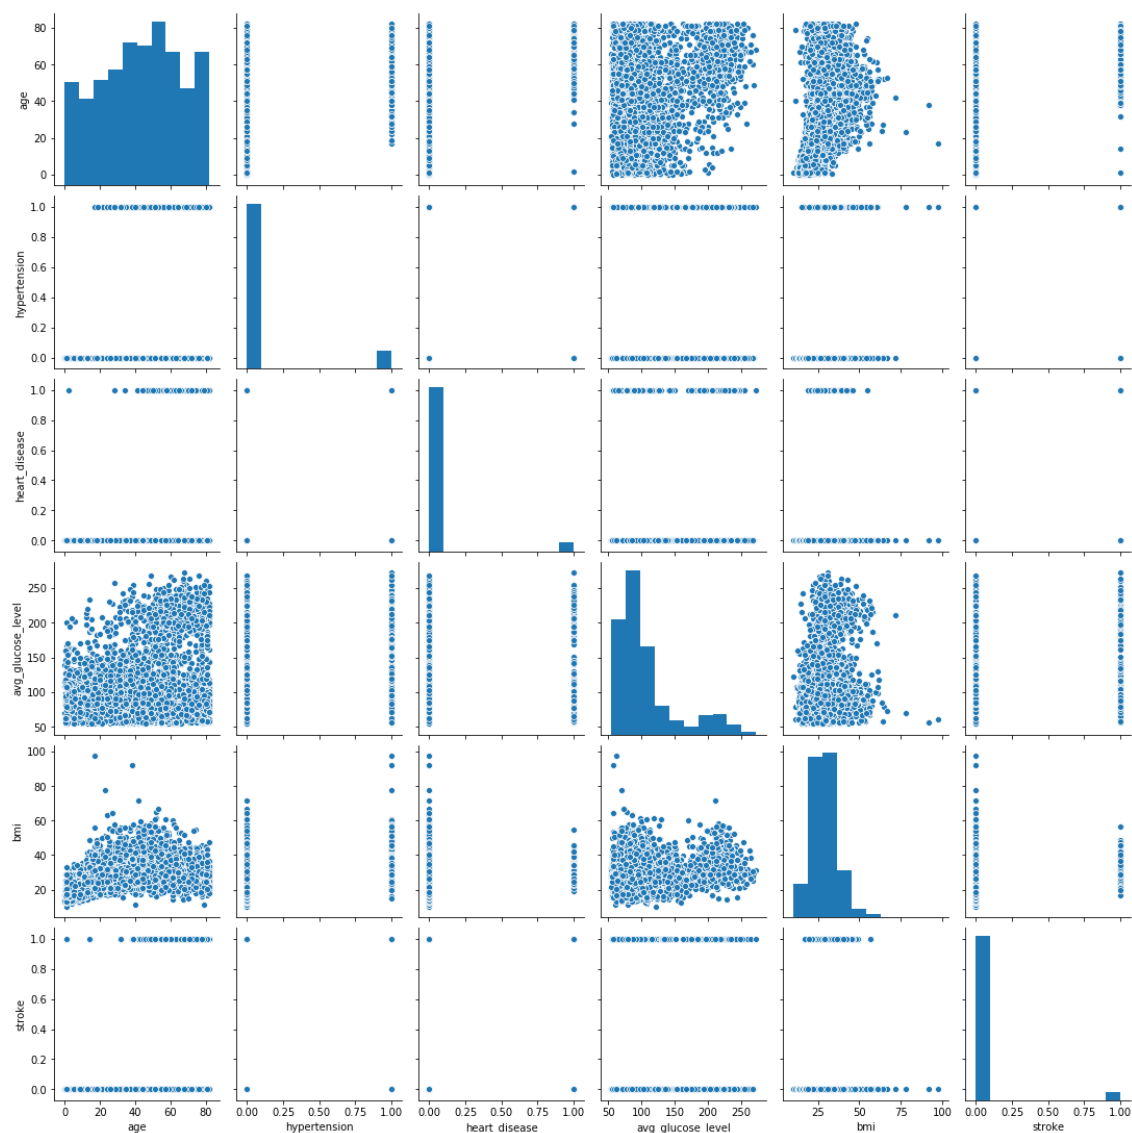 80
60
40
20
0
age
1.0
0.8
0.6
0.4
0.2
0.0
hypertension
1.0
0.8
0.6
0.4
0.2
0.0
heart_disease
250
200
150
100
50
avg_glucose_level
100
80
60
40
20
bmi
1.0
0.8
0.6
0.4
0.2
0.0
stroke
0 20 40 60 80
0.00 0.25 0.50 0.75 1.00
0.00 0.25 0.50 0.75 1.00
50 100 150 200 250
25 50 75 100
0.00 0.25 0.50 0.75 1.00
age hypertension heart_disease avg_glucose_level bmi stroke